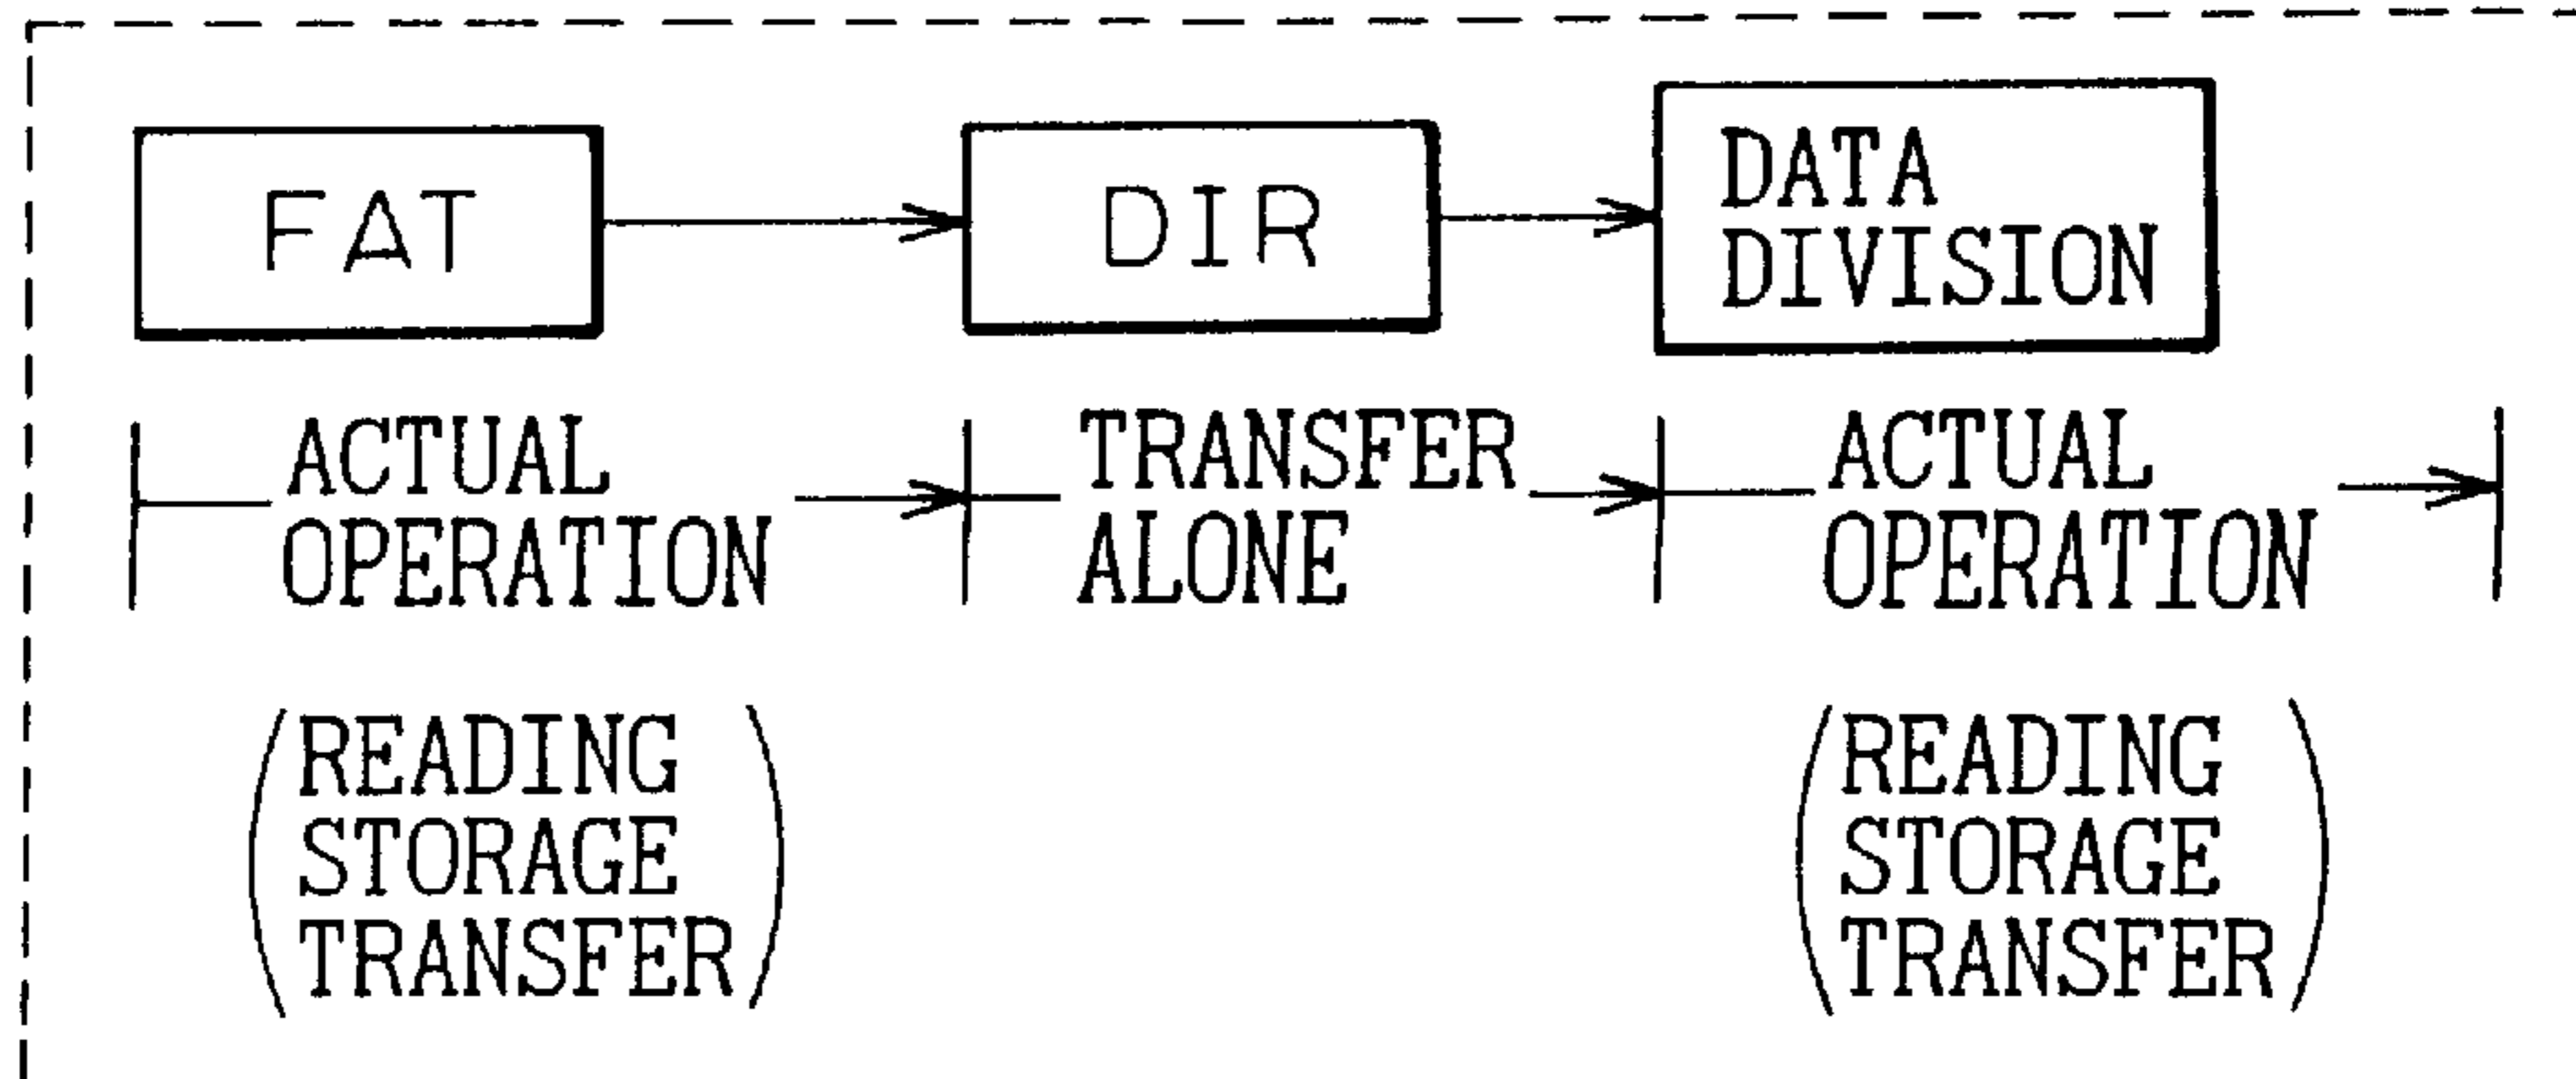 FAT
DIR
DATA
DIVISION
ACTUAL
OPERATION
TRANSFER
ALONE
ACTUAL
OPERATION
READING
STORAGE
TRANSFER
READING
STORAGE
TRANSFER